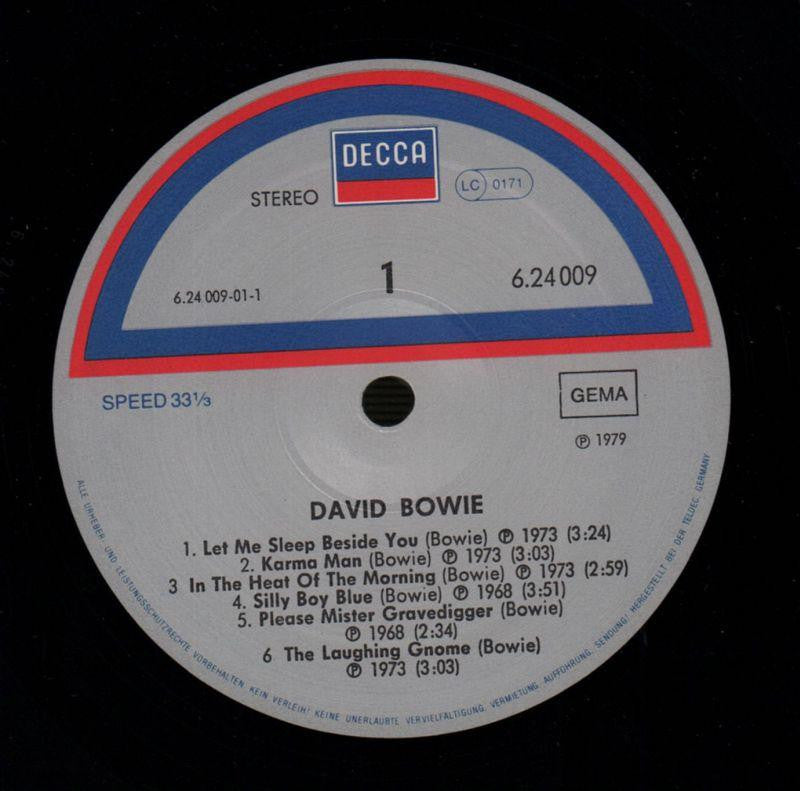 DECCA
STEREO
LC 0171
6.24 009-01-1
1
6.24 009
SPEED 33⅓
GEMA
℗ 1979
DAVID BOWIE
1. Let Me Sleep Beside You (Bowie) ℗ 1973 (3:24)
2. Karma Man (Bowie) ℗ 1973 (3:03)
3 In The Heat Of The Morning (Bowie) ℗ 1973 (2:59)
4. Silly Boy Blue (Bowie) ℗ 1968 (3:51)
5. Please Mister Gravedigger (Bowie)
℗ 1968 (2:34)
6 The Laughing Gnome (Bowie)
℗ 1973 (3:03)
ALLE URHEBER- UND LEISTUNGSSCHUTZRECHTE VORBEHALTEN. KEIN VERLEIH! KEINE UNERLAUBTE VERVIELFÄLTIGUNG, VERMIETUNG, AUFFÜHRUNG, SENDUNG! HERGESTELLT BEI DER TELDEC GERMANY